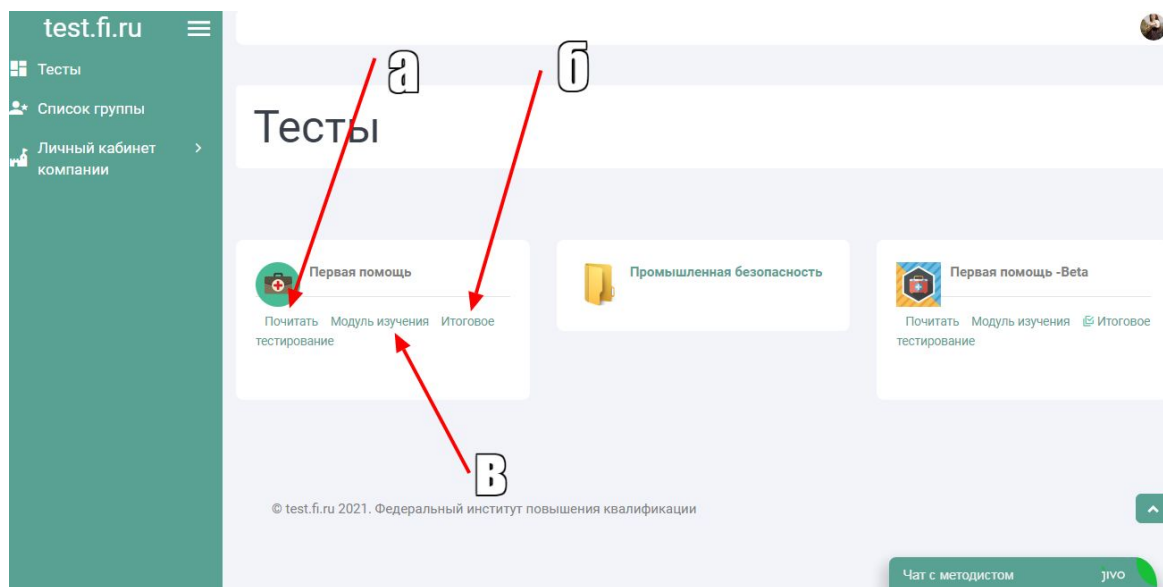 test.fi.ru
Тесты
Список группы
Личный кабинет
компании
а
б
Тесты
Первая помощь
Почитать Модуль изучения Итоговое
тестирование
Промышленная безопасность
Первая помощь -Beta
Почитать Модуль изучения Итоговое
тестирование
в
© test.fi.ru 2021. Федеральный институт повышения квалификации
Чат с методистом jivo